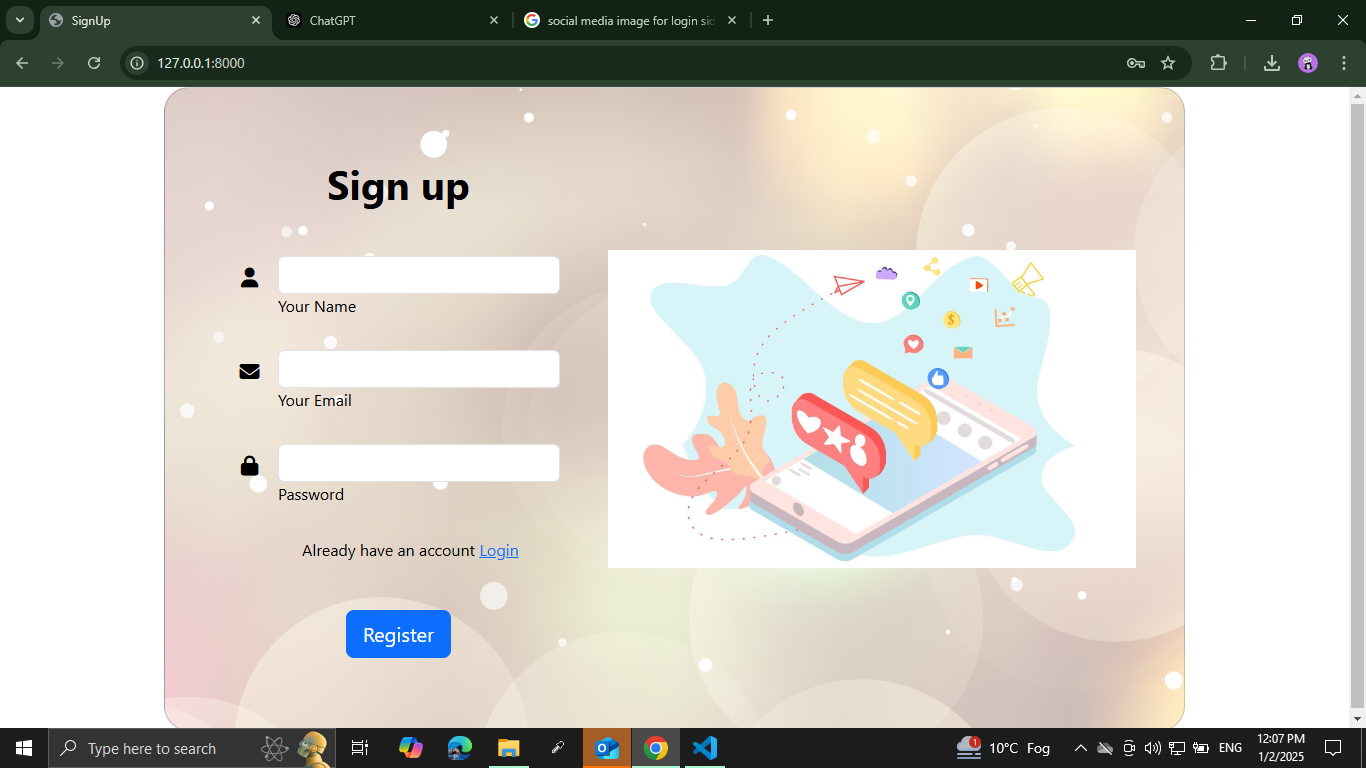 SignUp
ChatGPT
social media image for login sid
127.0.0.1:8000
Sign up
Your Name
Your Email
Password
Already have an account Login
Register
Type here to search
1
10°C Fog
ENG
12:07 PM
1/2/2025